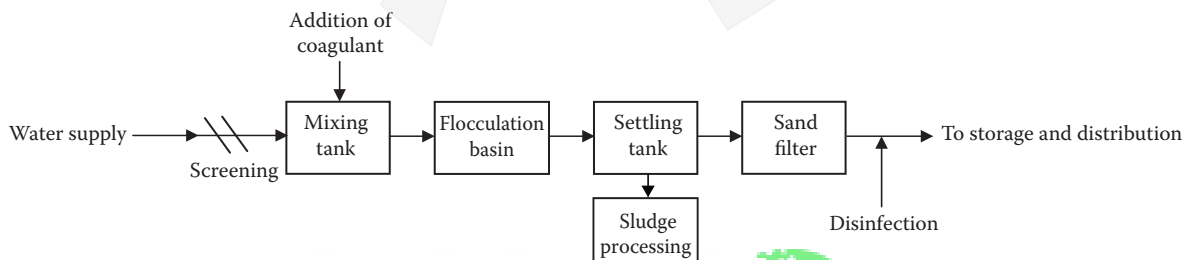 Addition of
coagulant
Water supply
Screening
Mixing
tank
Flocculation
basin
Settling
tank
Sand
filter
To storage and distribution
Disinfection
Sludge
processing